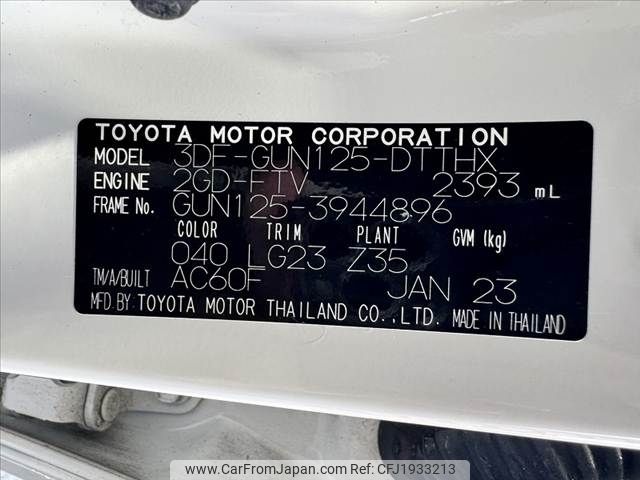 TOYOTA MOTOR CORPORATION
MODEL 3DF-GUN125-DTTHX
ENGINE 2GD-FTV 2393 mL
FRAME No. GUN125-3944896
COLOR TRIM PLANT GVM (kg)
040 LG23 Z35
TM/A/BUILT AC60F JAN 23
MFD.BY TOYOTA MOTOR THAILAND CO.,LTD. MADE IN THAILAND
www.CarFromJapan.com | Photo ID: CFJ1933213